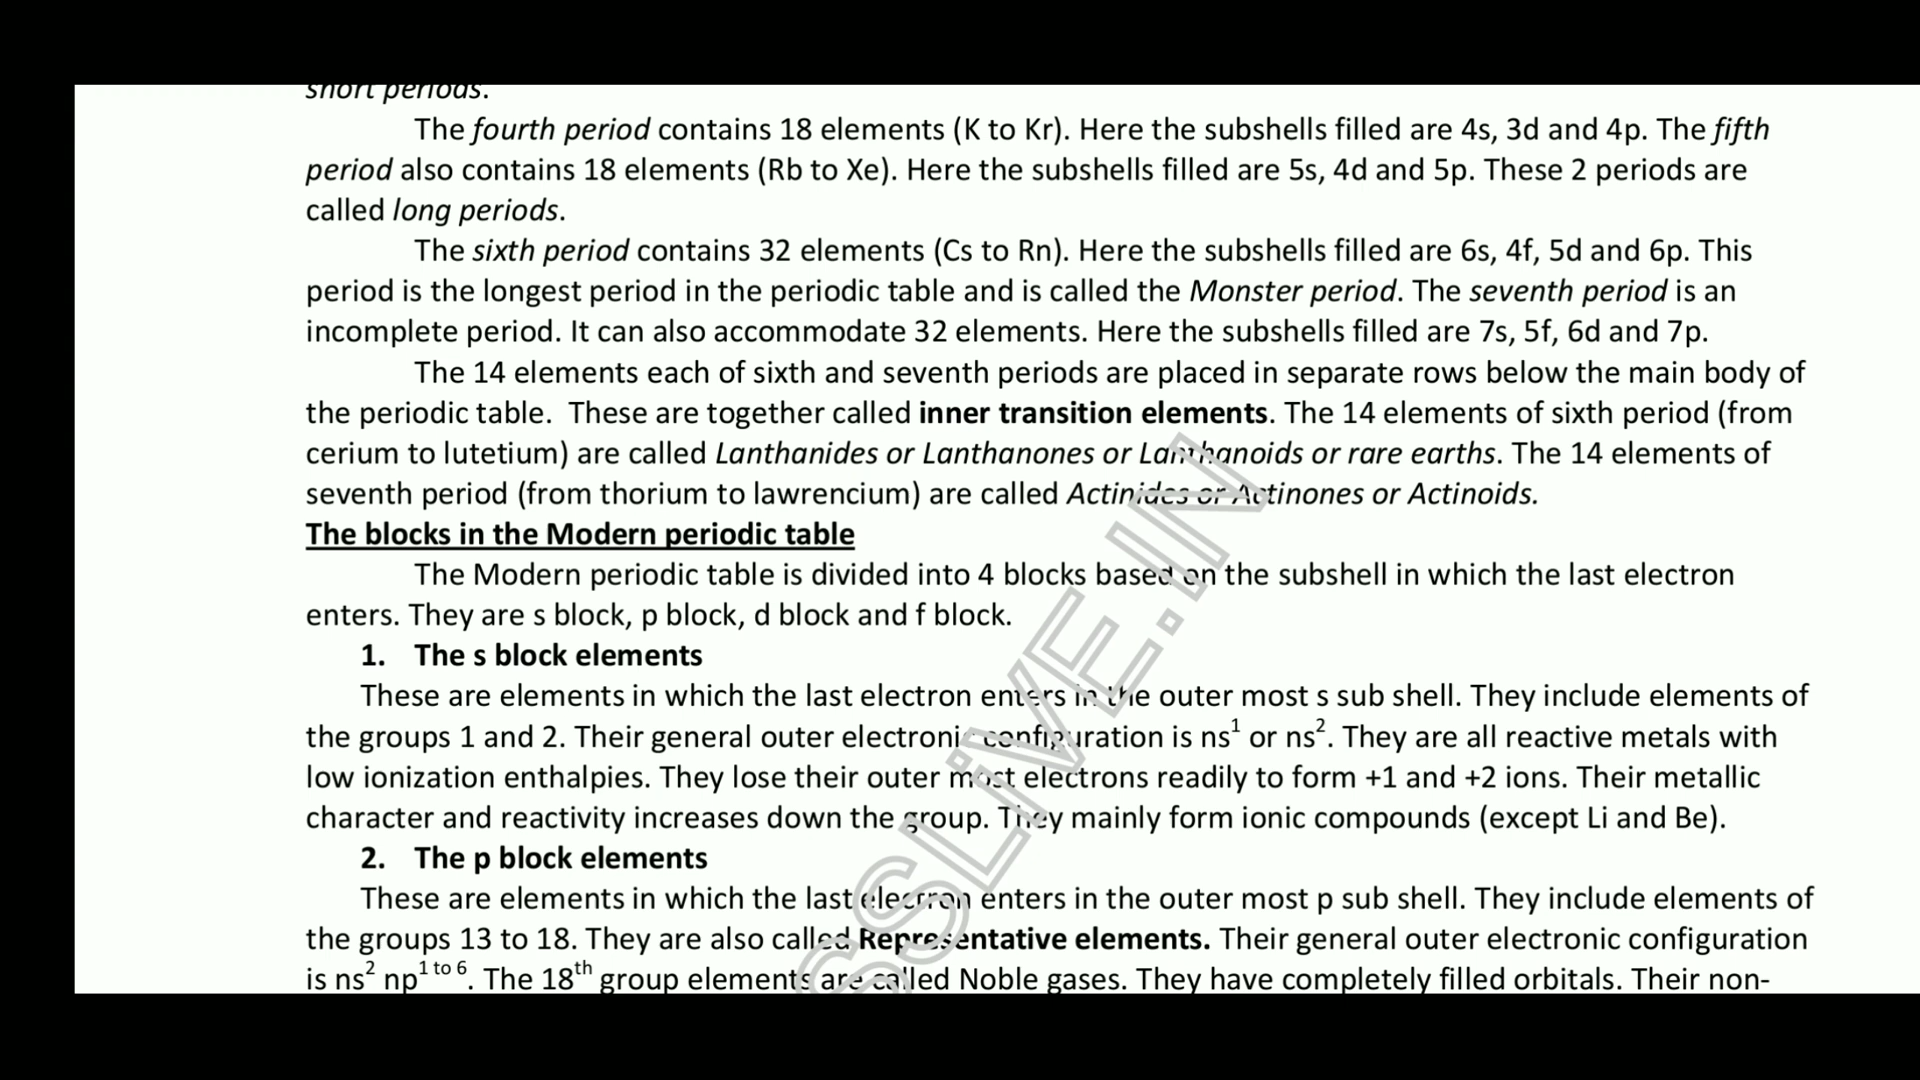 short periods.
The fourth period contains 18 elements (K to Kr). Here the subshells filled are 4s, 3d and 4p. The fifth
period also contains 18 elements (Rb to Xe). Here the subshells filled are 5s, 4d and 5p. These 2 periods are
called long periods.
The sixth period contains 32 elements (Cs to Rn). Here the subshells filled are 6s, 4f, 5d and 6p. This
period is the longest period in the periodic table and is called the Monster period. The seventh period is an
incomplete period. It can also accommodate 32 elements. Here the subshells filled are 7s, 5f, 6d and 7p.
The 14 elements each of sixth and seventh periods are placed in separate rows below the main body of
the periodic table.  These are together called inner transition elements. The 14 elements of sixth period (from
cerium to lutetium) are called Lanthanides or Lanthanones or Lanthanoids or rare earths. The 14 elements of
seventh period (from thorium to lawrencium) are called Actinides or Actinones or Actinoids.
The blocks in the Modern periodic table
The Modern periodic table is divided into 4 blocks based on the subshell in which the last electron
enters. They are s block, p block, d block and f block.
1. The s block elements
These are elements in which the last electron enters in the outer most s sub shell. They include elements of
the groups 1 and 2. Their general outer electronic configuration is ns¹ or ns². They are all reactive metals with
low ionization enthalpies. They lose their outer most electrons readily to form +1 and +2 ions. Their metallic
character and reactivity increases down the group. They mainly form ionic compounds (except Li and Be).
2. The p block elements
These are elements in which the last electron enters in the outer most p sub shell. They include elements of
the groups 13 to 18. They are also called Representative elements. Their general outer electronic configuration
is ns² np¹ ᵗᵒ ⁶. The 18ᵗʰ group elements are called Noble gases. They have completely filled orbitals. Their non-
SSLiVE.IN